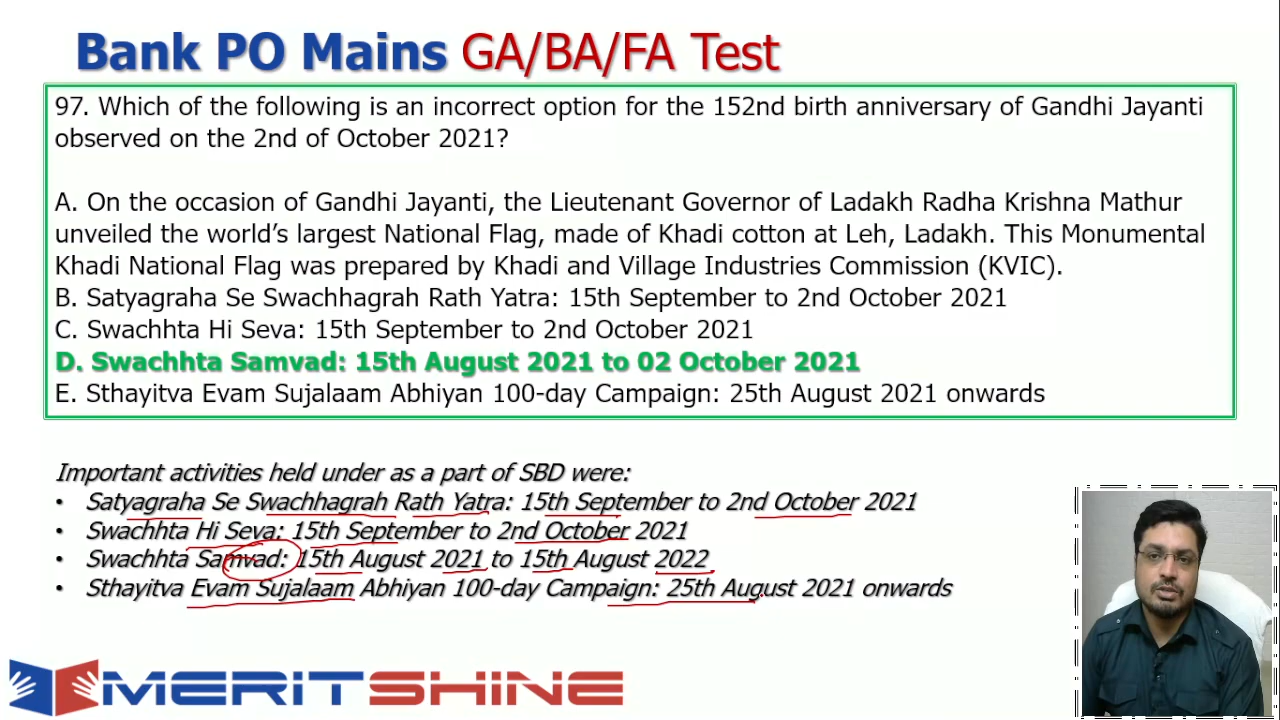 Bank PO Mains GA/BA/FA Test
97. Which of the following is an incorrect option for the 152nd birth anniversary of Gandhi Jayanti
observed on the 2nd of October 2021?
A. On the occasion of Gandhi Jayanti, the Lieutenant Governor of Ladakh Radha Krishna Mathur
unveiled the world's largest National Flag, made of Khadi cotton at Leh, Ladakh. This Monumental
Khadi National Flag was prepared by Khadi and Village Industries Commission (KVIC).
B. Satyagraha Se Swachhagrah Rath Yatra: 15th September to 2nd October 2021
C. Swachhta Hi Seva: 15th September to 2nd October 2021
D. Swachhta Samvad: 15th August 2021 to 02 October 2021
E. Sthayitva Evam Sujalaam Abhiyan 100-day Campaign: 25th August 2021 onwards
Important activities held under as a part of SBD were:
• Satyagraha Se Swachhagrah Rath Yatra: 15th September to 2nd October 2021
• Swachhta Hi Seva: 15th September to 2nd October 2021
• Swachhta Samvad: 15th August 2021 to 15th August 2022
• Sthayitva Evam Sujalaam Abhiyan 100-day Campaign: 25th August 2021 onwards
MERITSHINE